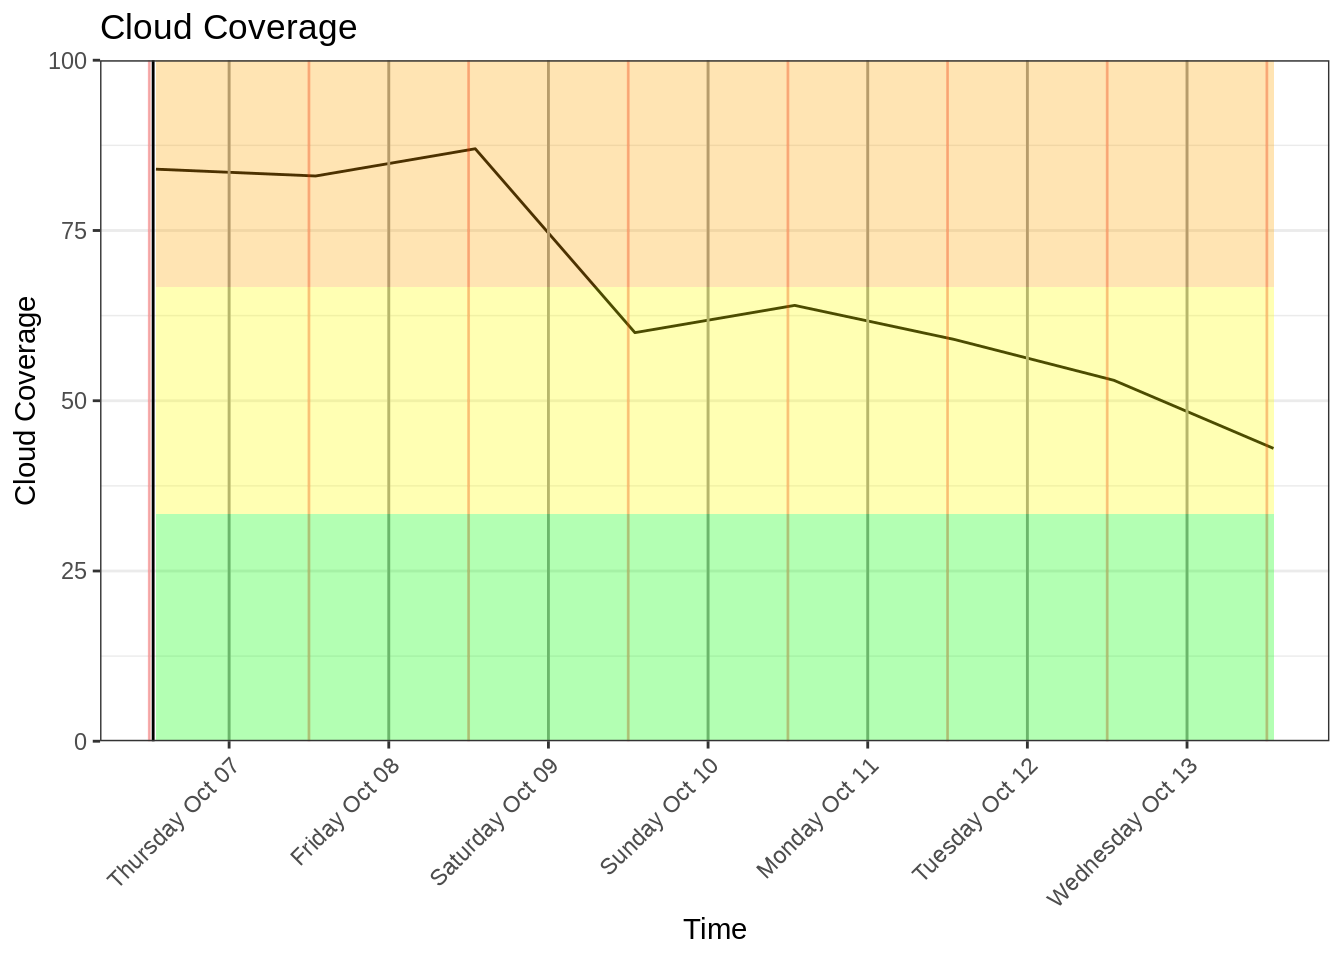 Cloud Coverage
100
75
50
25
0
Cloud Coverage
Thursday Oct 07
Friday Oct 08
Saturday Oct 09
Sunday Oct 10
Monday Oct 11
Tuesday Oct 12
Wednesday Oct 13
Time